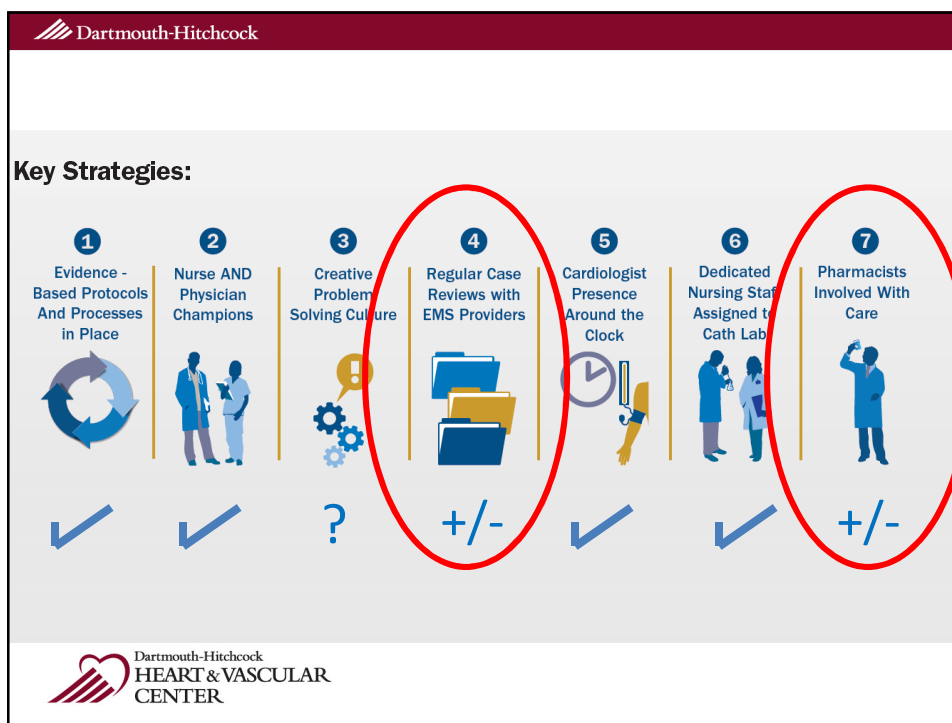 Dartmouth-Hitchcock
Key Strategies:
1
Evidence -
Based Protocols
And Processes
in Place
2
Nurse AND
Physician
Champions
3
Creative
Problem
Solving Culture
4
Regular Case
Reviews with
EMS Providers
5
Cardiologist
Presence
Around the
Clock
6
Dedicated
Nursing Staf
Assigned to
Cath Lab
7
Pharmacists
Involved With
Care
!
?
+/-
+/-
Dartmouth-Hitchcock
HEART & VASCULAR
CENTER